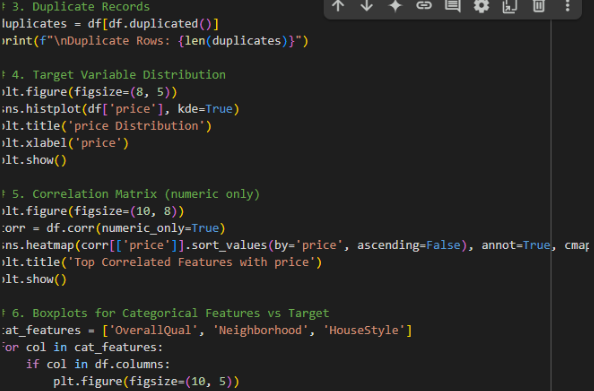 # 3. Duplicate Records
duplicates = df[df.duplicated()]
print(f"\nDuplicate Rows: {len(duplicates)}")
# 4. Target Variable Distribution
plt.figure(figsize=(8, 5))
sns.histplot(df['price'], kde=True)
plt.title('price Distribution')
plt.xlabel('price')
plt.show()
# 5. Correlation Matrix (numeric only)
plt.figure(figsize=(10, 8))
corr = df.corr(numeric_only=True)
sns.heatmap(corr[['price']].sort_values(by='price', ascending=False), annot=True, cmap
plt.title('Top Correlated Features with price')
plt.show()
# 6. Boxplots for Categorical Features vs Target
cat_features = ['OverallQual', 'Neighborhood', 'HouseStyle']
for col in cat_features:
    if col in df.columns:
        plt.figure(figsize=(10, 5))